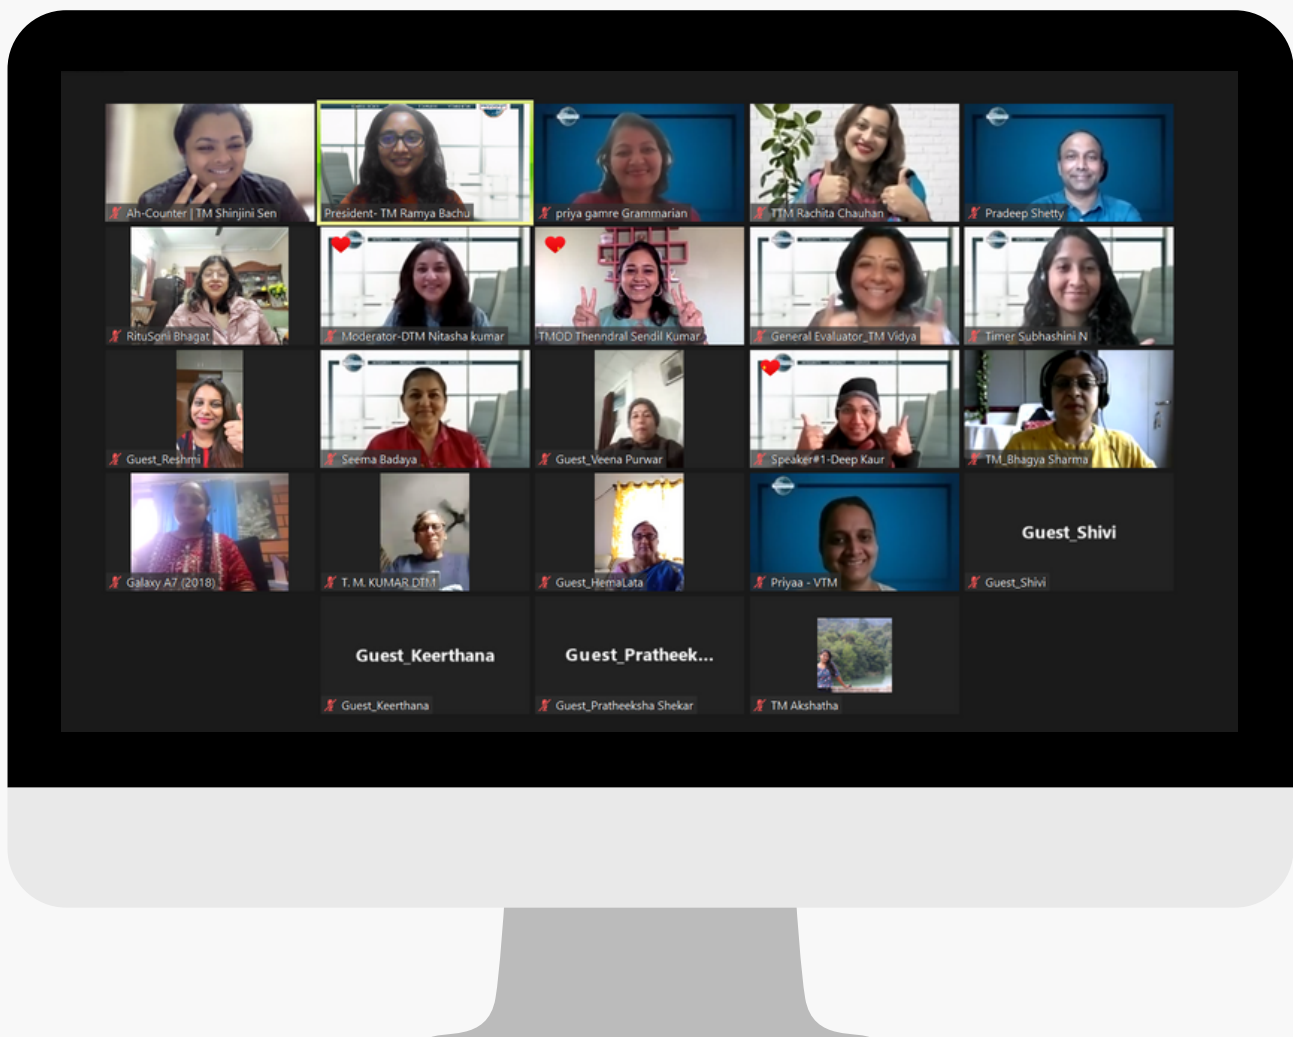 Ah-Counter | TM Shinjini Sen
President- TM Ramya Bachu
priya gamre Grammarian
TTM Rachita Chauhan
Pradeep Shetty
RituSoni Bhagat
Moderator-DTM Nitasha kumar
TMOD Thenndral Sendil Kumar
General Evaluator_TM Vidya
Timer Subhashini N
Guest_Reshmi
Seema Badaya
Guest_Veena Purwar
Speaker#1-Deep Kaur
TM_Bhagya Sharma
Galaxy A7 (2018)
T. M. KUMAR DTM
Guest_HemaLata
Priyaa - VTM
Guest_Shivi
Guest_Shivi
Guest_Keerthana
Guest_Keerthana
Guest_Pratheek...
Guest_Pratheeksha Shekar
TM Akshatha